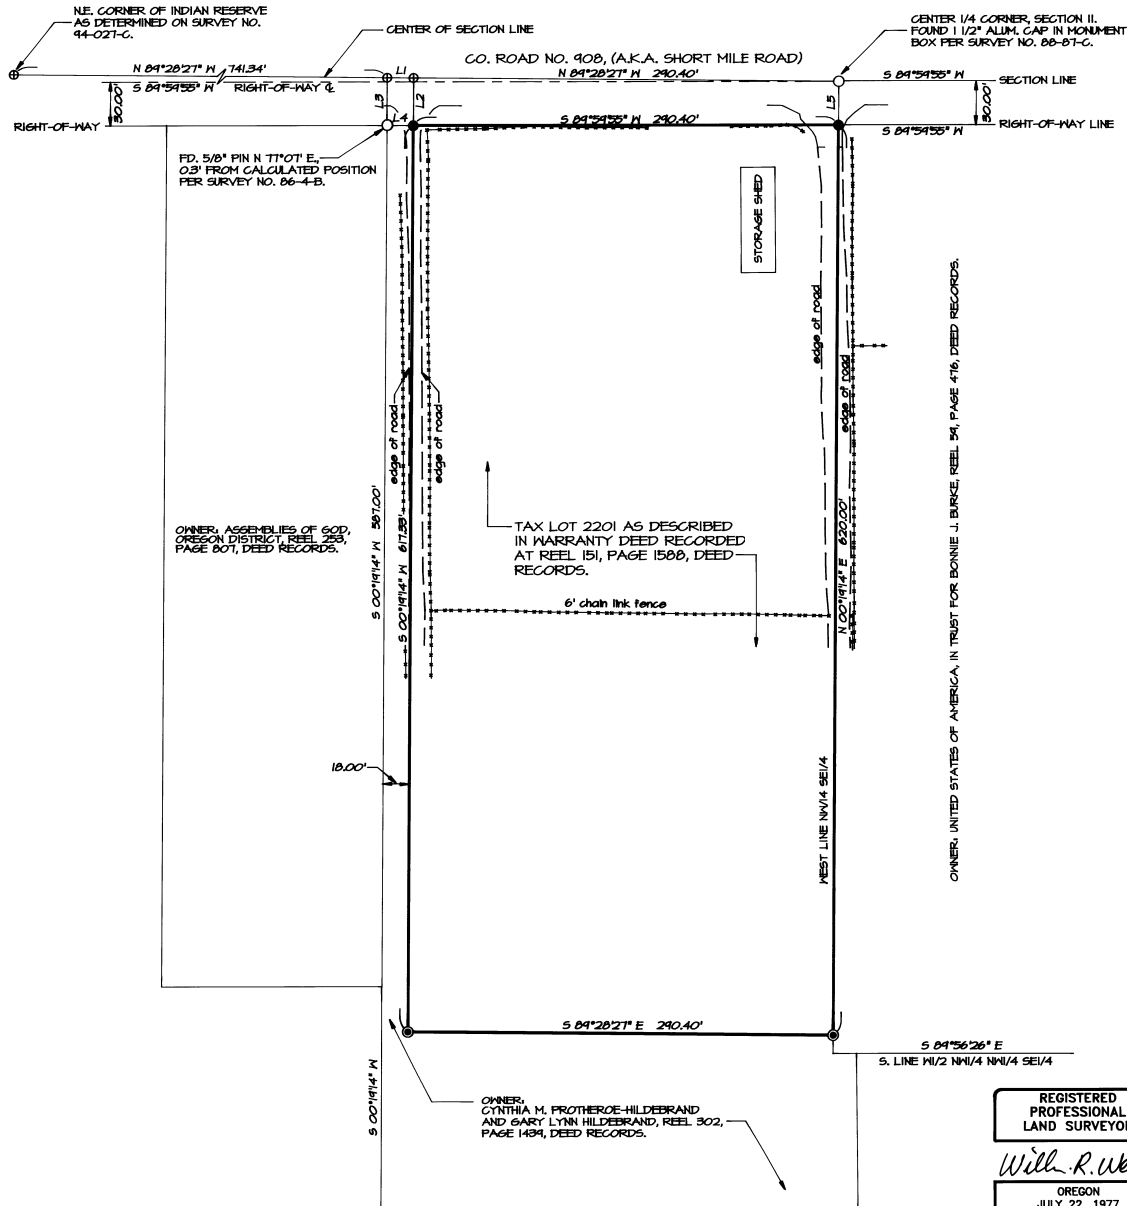 N.E. CORNER OF INDIAN RESERVE
AS DETERMINED ON SURVEY NO.
94-027-C.
CENTER OF SECTION LINE
CENTER 1/4 CORNER, SECTION 11.
FOUND 1 1/2" ALUM. CAP IN MONUMENT
BOX PER SURVEY NO. 88-87-C.
CO. ROAD NO. 908, (A.K.A. SHORT MILE ROAD)
N 89°28'27" W 741.34'
L1
N 89°28'27" W 290.40'
S 89°59'55" W
SECTION LINE
S 89°59'55" W RIGHT-OF-WAY ℄
30.00'
L3
L2
L5
30.00'
RIGHT-OF-WAY
L4
S 89°59'55" W 290.40'
S 89°59'55" W
RIGHT-OF-WAY LINE
FD. 5/8" PIN N 77°07' E.,
0.3' FROM CALCULATED POSITION
PER SURVEY NO. 86-4-B.
STORAGE SHED
edge of road
edge of road
edge of road
edge of road
OWNER: ASSEMBLIES OF GOD,
OREGON DISTRICT, REEL 253,
PAGE 807, DEED RECORDS.
S 00°19'14" W 587.00'
S 00°19'14" W 617.33'
TAX LOT 2201 AS DESCRIBED
IN WARRANTY DEED RECORDED
AT REEL 151, PAGE 1588, DEED
RECORDS.
N 00°19'14" E 620.00'
6' chain link fence
OWNER: UNITED STATES OF AMERICA, IN TRUST FOR BONNIE J. BURKE, REEL 54, PAGE 476, DEED RECORDS.
18.00'
WEST LINE NW/14 SE1/4
S 89°28'27" E 290.40'
S 89°56'26" E
S. LINE W1/2 NW1/4 NW1/4 SE1/4
S 00°19'14" W
OWNER:
CYNTHIA M. PROTHEROE-HILDEBRAND
AND GARY LYNN HILDEBRAND, REEL 302,
PAGE 1439, DEED RECORDS.
REGISTERED
PROFESSIONAL
LAND SURVEYOR
OREGON
JULY 22, 1977